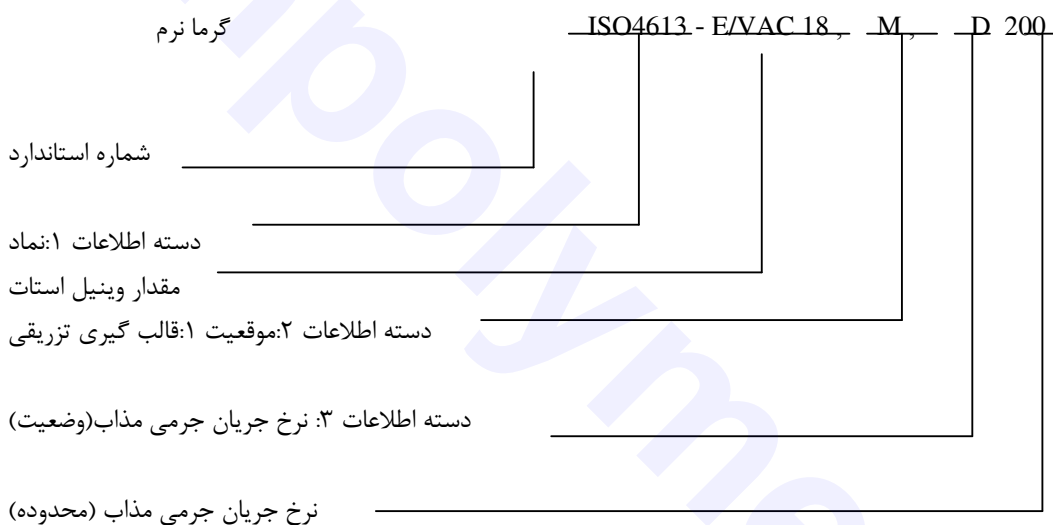 گرما نرم ISO4613 - E/VAC 18 , M , D 200
شماره استاندارد
دسته اطلاعات ۱:نماد
مقدار وینیل استات
دسته اطلاعات ۲:موقعیت ۱:قالب گیری تزریقی
دسته اطلاعات ۳: نرخ جریان جرمی مذاب(وضعیت)
نرخ جریان جرمی مذاب (محدوده)